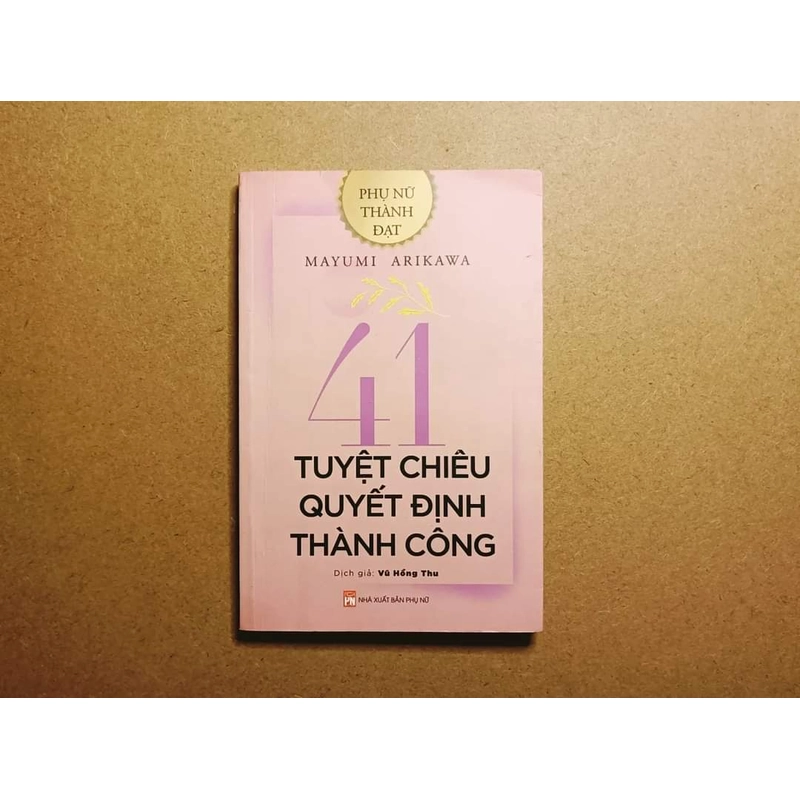 PHỤ NỮ
THÀNH
ĐẠT
MAYUMI ARIKAWA
41
TUYỆT CHIÊU
QUYẾT ĐỊNH
THÀNH CÔNG
Dịch giả: Vũ Hồng Thu
PN NHÀ XUẤT BẢN PHỤ NỮ